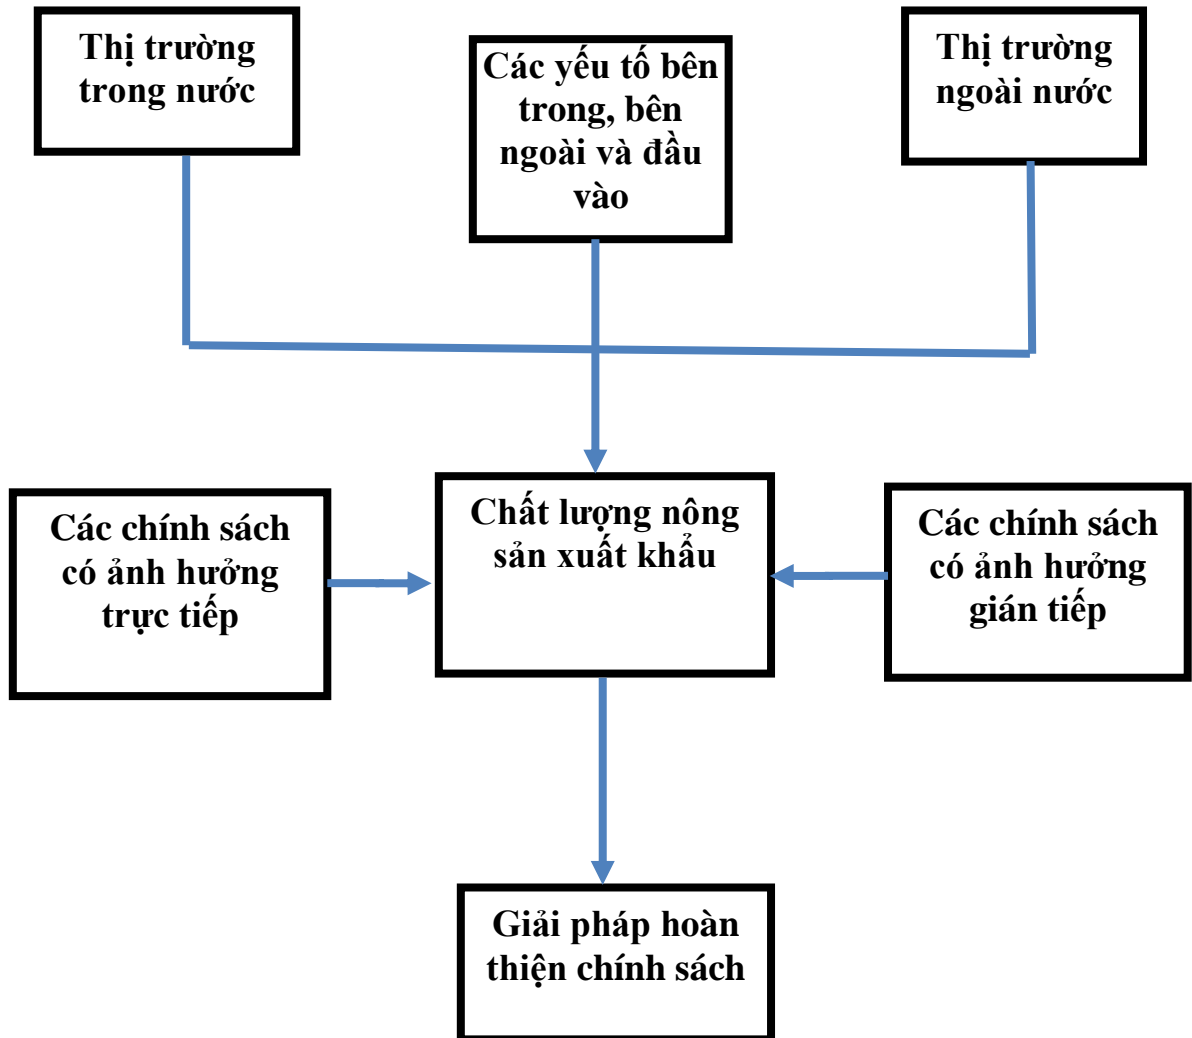 Thị trường
trong nước
Các yếu tố bên
trong, bên
ngoài và đầu
vào
Thị trường
ngoài nước
Các chính sách
có ảnh hưởng
trực tiếp
Chất lượng nông
sản xuất khẩu
Các chính sách
có ảnh hưởng
gián tiếp
Giải pháp hoàn
thiện chính sách